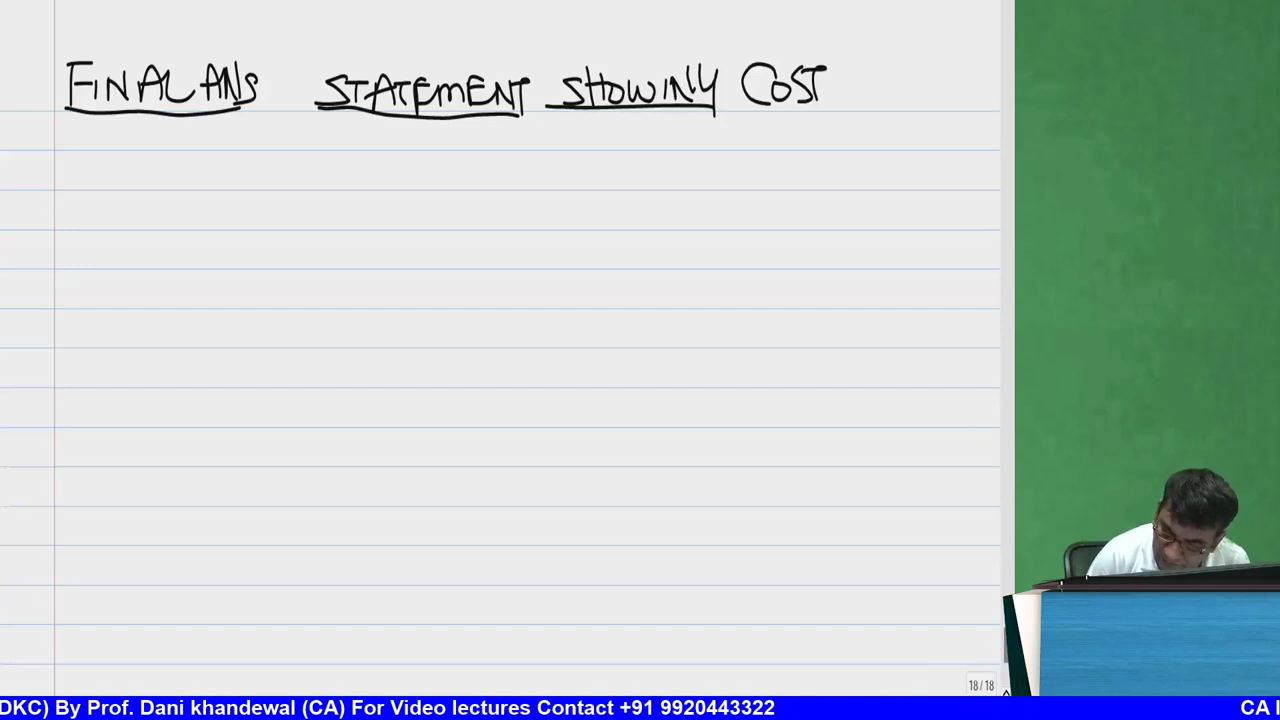 FINAL ANS STATEMENT SHOWING COST
18/18
DKC) By Prof. Dani khandewal (CA) For Video lectures Contact +91 9920443322 CA